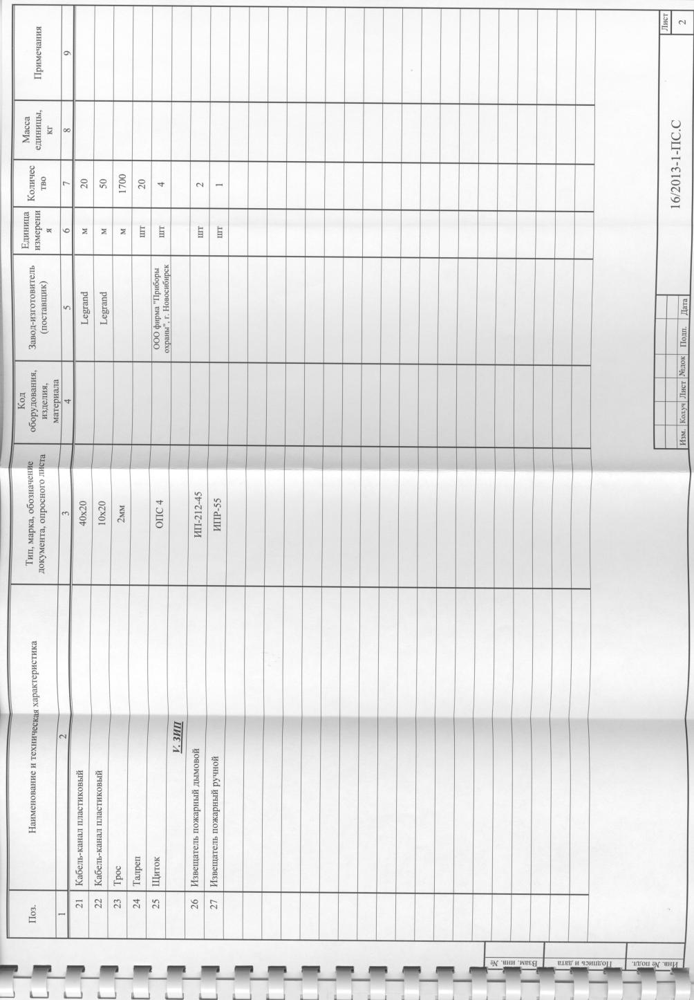 Поз.
Наименование и техническая характеристика
Тип, марка, обозначение
документа, опросного листа
Код
оборудования,
изделия,
материала
Завод-изготовитель
(поставщик)
Единица
измерени
я
Количес
тво
Масса
единицы,
кг
Примечания
1 2 3 4 5 6 7 8 9
21 Кабель-канал пластиковый 40х20 Legrand м 20
22 Кабель-канал пластиковый 10х20 Legrand м 50
23 Трос 2мм м 1700
24 Талреп шт 20
25 Щиток ОПС 4 ООО фирма "Приборы
охраны", г. Новосибирск шт 4
V. ЗИП
26 Извещатель пожарный дымовой ИП-212-45 шт 2
27 Извещатель пожарный ручной ИПР-55 шт 1
Взам. инв. №
Подпись и дата
Инв. № подл.
Изм. Кол.уч Лист №док Подп. Дата
16/2013-1-ПС.С
Лист
2